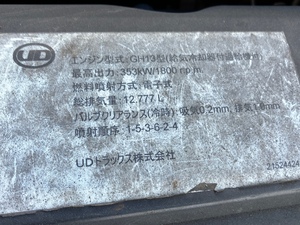 UD
エンジン型式:GH13型(給気冷却器付過給機付)
最高出力:353kW/1800rpm
燃料噴射方式:電子式
総排気量:12.777 L
バルブクリアランス(冷時):吸気0.2mm, 排気1.8mm
噴射順序:1-5-3-6-2-4
UDトラックス株式会社
21524424